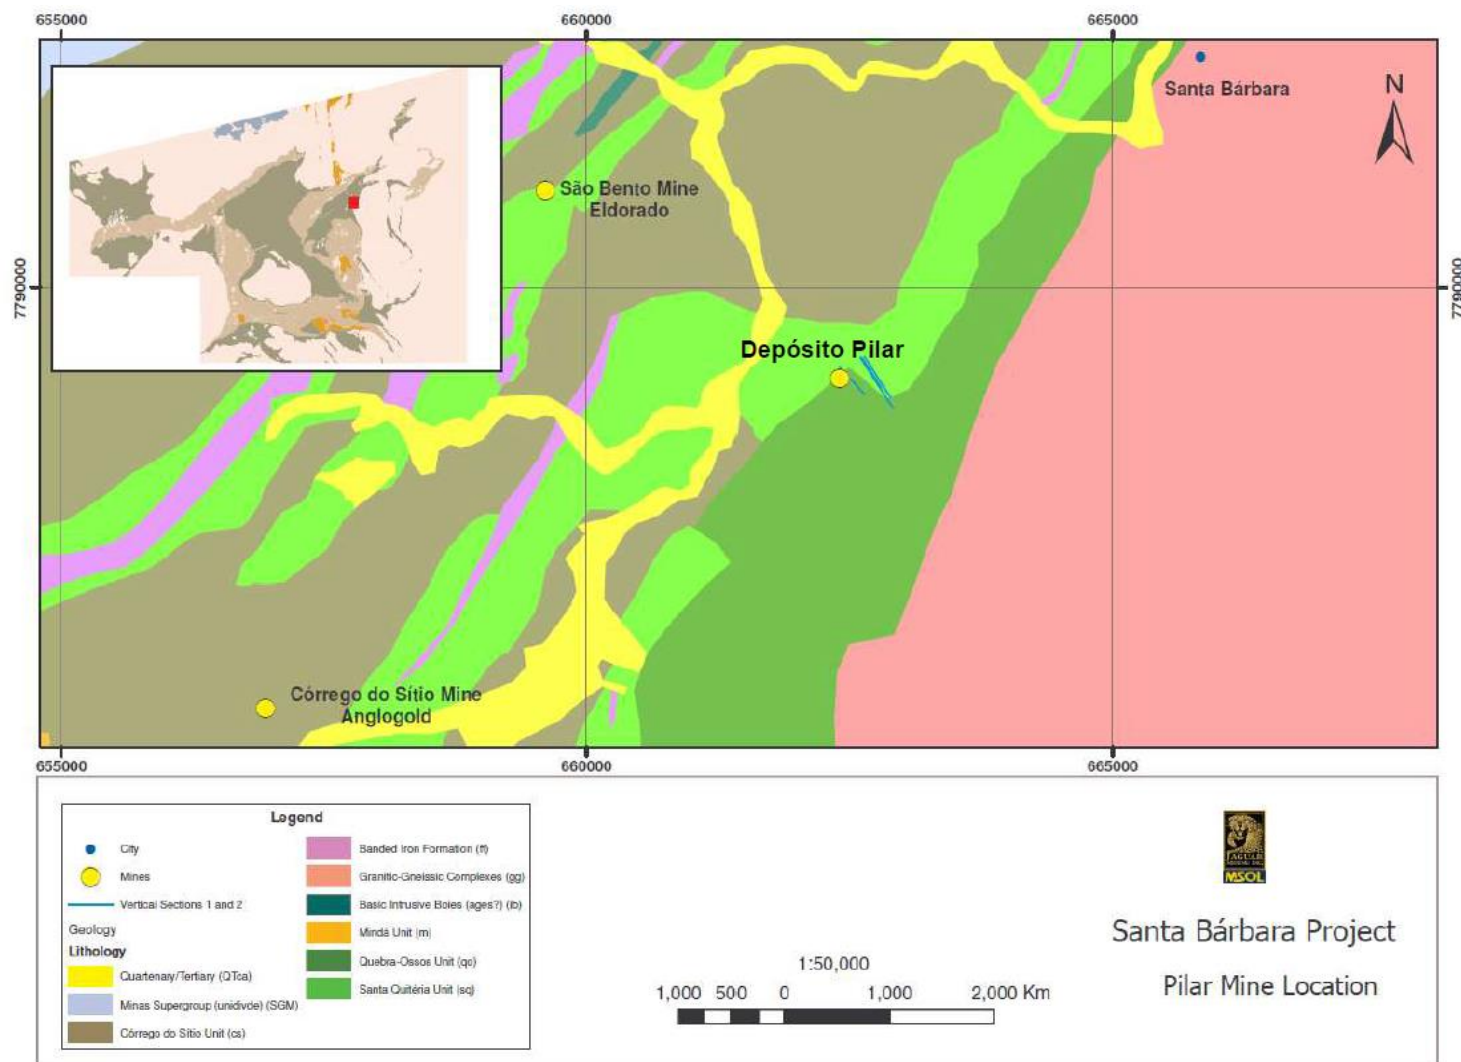 655000
660000
665000
Santa Bárbara
N
São Bento Mine
Eldorado
7790000
7790000
Depósito Pilar
Córrego do Sítio Mine
Anglogold
655000
660000
665000
Legend
City
Mines
Vertical Sections 1 and 2
Geology
Lithology
Quartenary/Tertiary (QTca)
Minas Supergroup (unidivde) (SGM)
Córrego do Sítio Unit (cs)
Banded Iron Formation (ff)
Granitic-Gneissic Complexes (gg)
Basic Intrusive Boies (ages?) (ib)
Mindá Unit (m)
Quebra-Ossos Unit (qo)
Santa Quitéria Unit (sq)
1:50,000
1,000 500 0 1,000 2,000 Km
JAGUAR
MSOL
Santa Bárbara Project
Pilar Mine Location